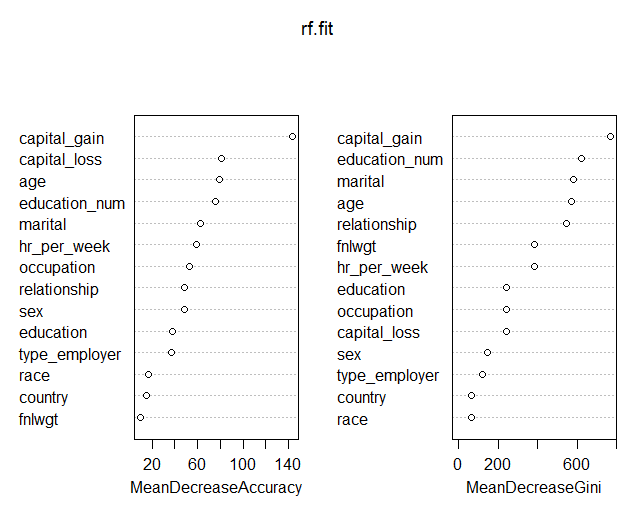 rf.fit
capital_gain
capital_loss
age
education_num
marital
hr_per_week
occupation
relationship
sex
education
type_employer
race
country
fnlwgt
20 60 100 140
MeanDecreaseAccuracy
capital_gain
education_num
marital
age
relationship
fnlwgt
hr_per_week
education
occupation
capital_loss
sex
type_employer
country
race
0 200 600
MeanDecreaseGini